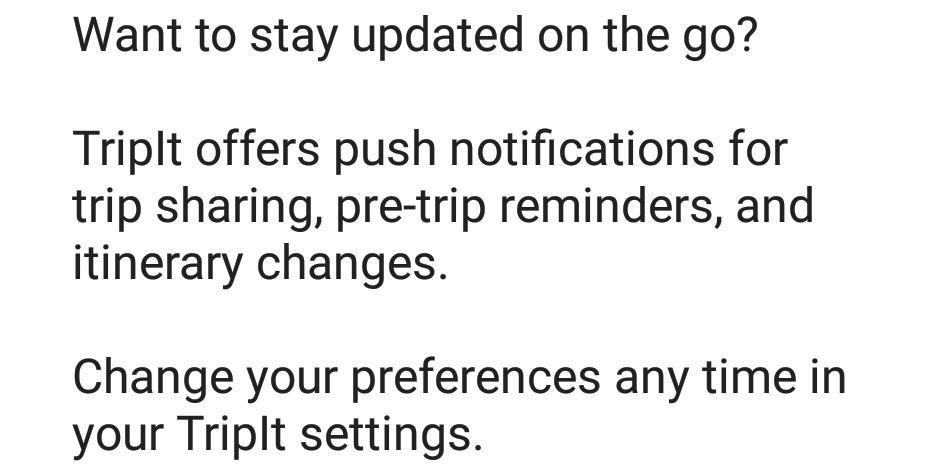 Want to stay updated on the go?
TripIt offers push notifications for
trip sharing, pre-trip reminders, and
itinerary changes.
Change your preferences any time in
your TripIt settings.